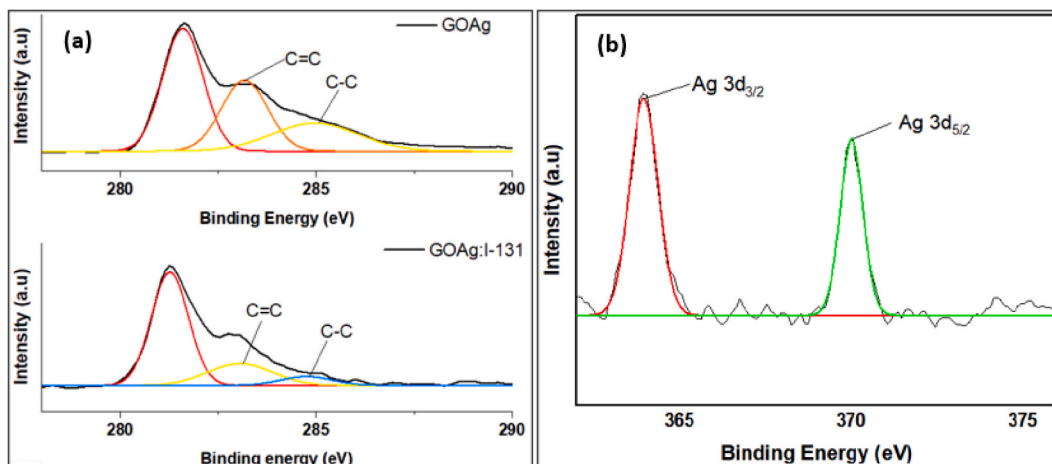 (a)
GOAg
C=C
C-C
Intensity (a.u)
280 285 290
Binding Energy (eV)
GOAg:I-131
C=C
C-C
Intensity (a.u)
280 285 290
Binding energy (eV)
(b)
Ag 3d3/2
Ag 3d5/2
Intensity (a.u)
365 370 375
Binding Energy (eV)